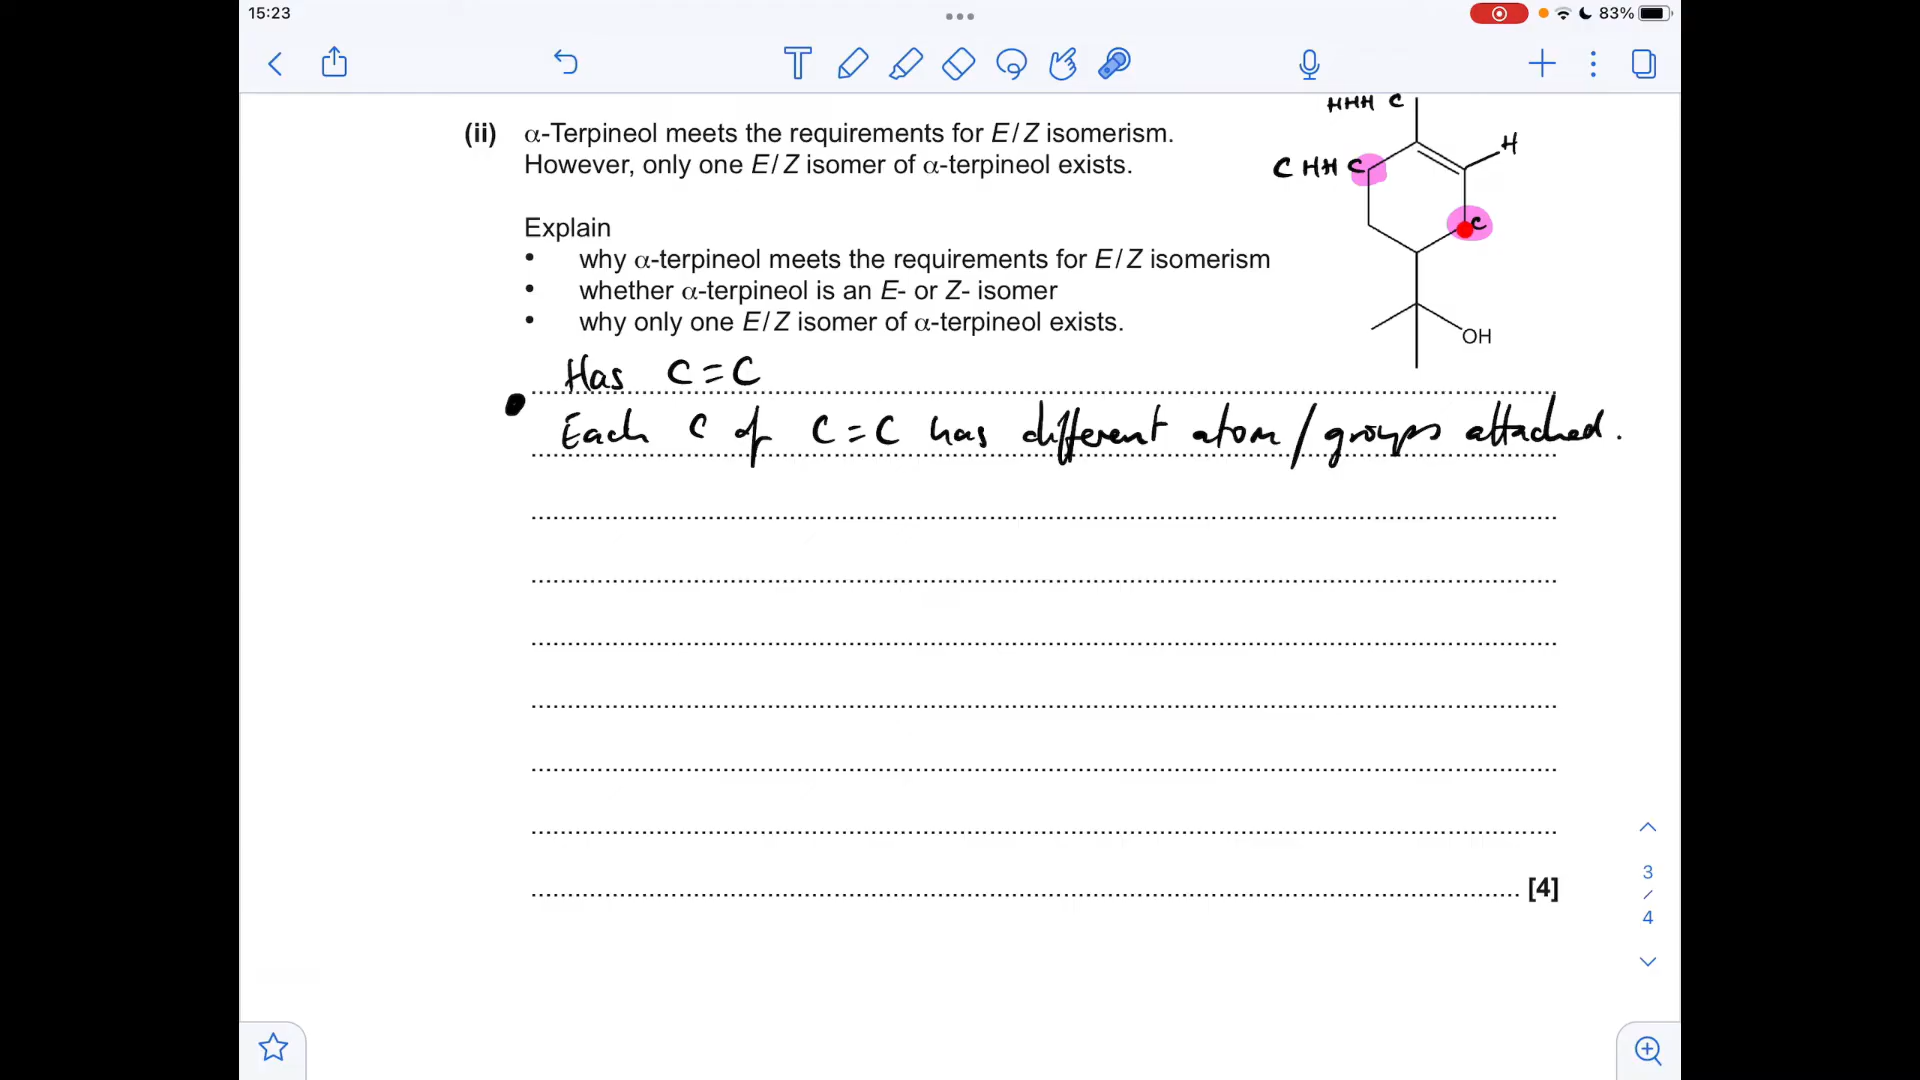 15:23
83%
(ii) α-Terpineol meets the requirements for E/Z isomerism.
However, only one E/Z isomer of α-terpineol exists.
Explain
• why α-terpineol meets the requirements for E/Z isomerism
• whether α-terpineol is an E- or Z- isomer
• why only one E/Z isomer of α-terpineol exists.
HHH C
H
C HH C
C
OH
Has C=C
• Each C of C=C has different atom/groups attached.
[4]
3
/
4